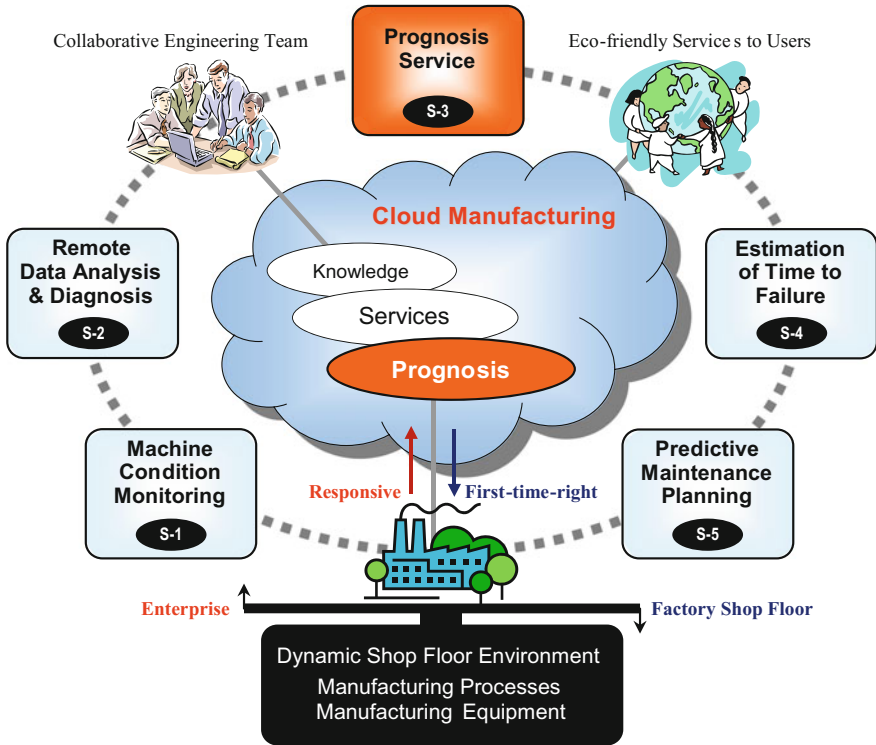 Collaborative Engineering Team
Prognosis
Service
S-3
Eco-friendly Services to Users
Cloud Manufacturing
Knowledge
Services
Prognosis
Remote
Data Analysis
& Diagnosis
S-2
Estimation
of Time to
Failure
S-4
Machine
Condition
Monitoring
S-1
Responsive
First-time-right
Predictive
Maintenance
Planning
S-5
Enterprise
Factory Shop Floor
Dynamic Shop Floor Environment
Manufacturing Processes
Manufacturing Equipment